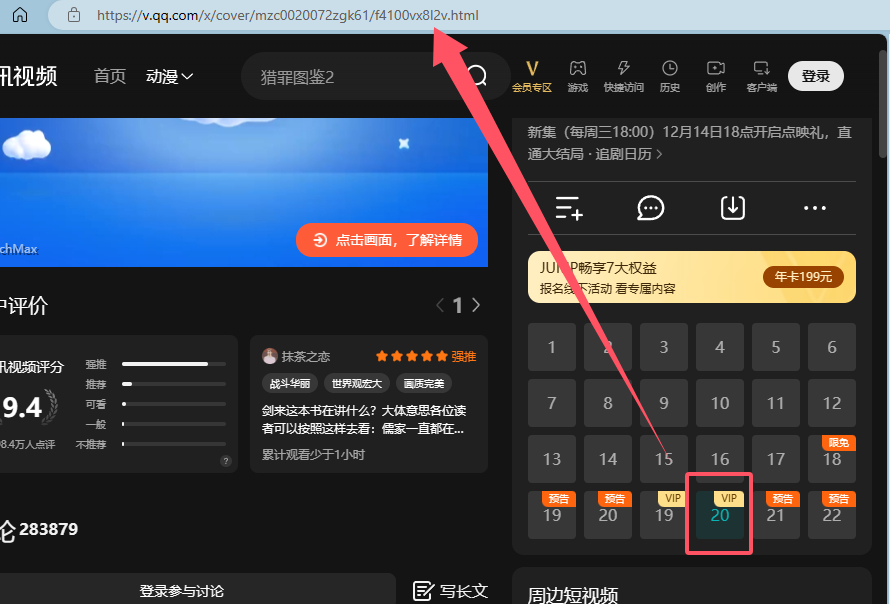 https://v.qq.com/x/cover/mzc0020072zgk61/f4100vx8l2v.html
讯视频
首页
动漫
猎罪图鉴2
V
会员专区
游戏
快捷访问
历史
创作
客户端
登录
新集（每周三18:00）12月14日18点开启点映礼，直
通大结局 · 追剧日历 >
chMax
点击画面，了解详情
JUMP畅享7大权益
报名线下活动 看专属内容
年卡199元
户评价
1
讯视频评分
9.4
8.4万人点评
强推
推荐
可看
一般
不推荐
?
抹茶之恋
强推
战斗华丽
世界观宏大
画质完美
剑来这本书在讲什么？大体意思各位读
者可以按照这样去看：儒家一直都在...
累计观看少于1小时
1
2
3
4
5
6
7
8
9
10
11
12
13
14
15
16
17
限免
18
预告
19
预告
20
VIP
19
VIP
20
预告
21
预告
22
论 283879
登录参与讨论
写长文
周边短视频